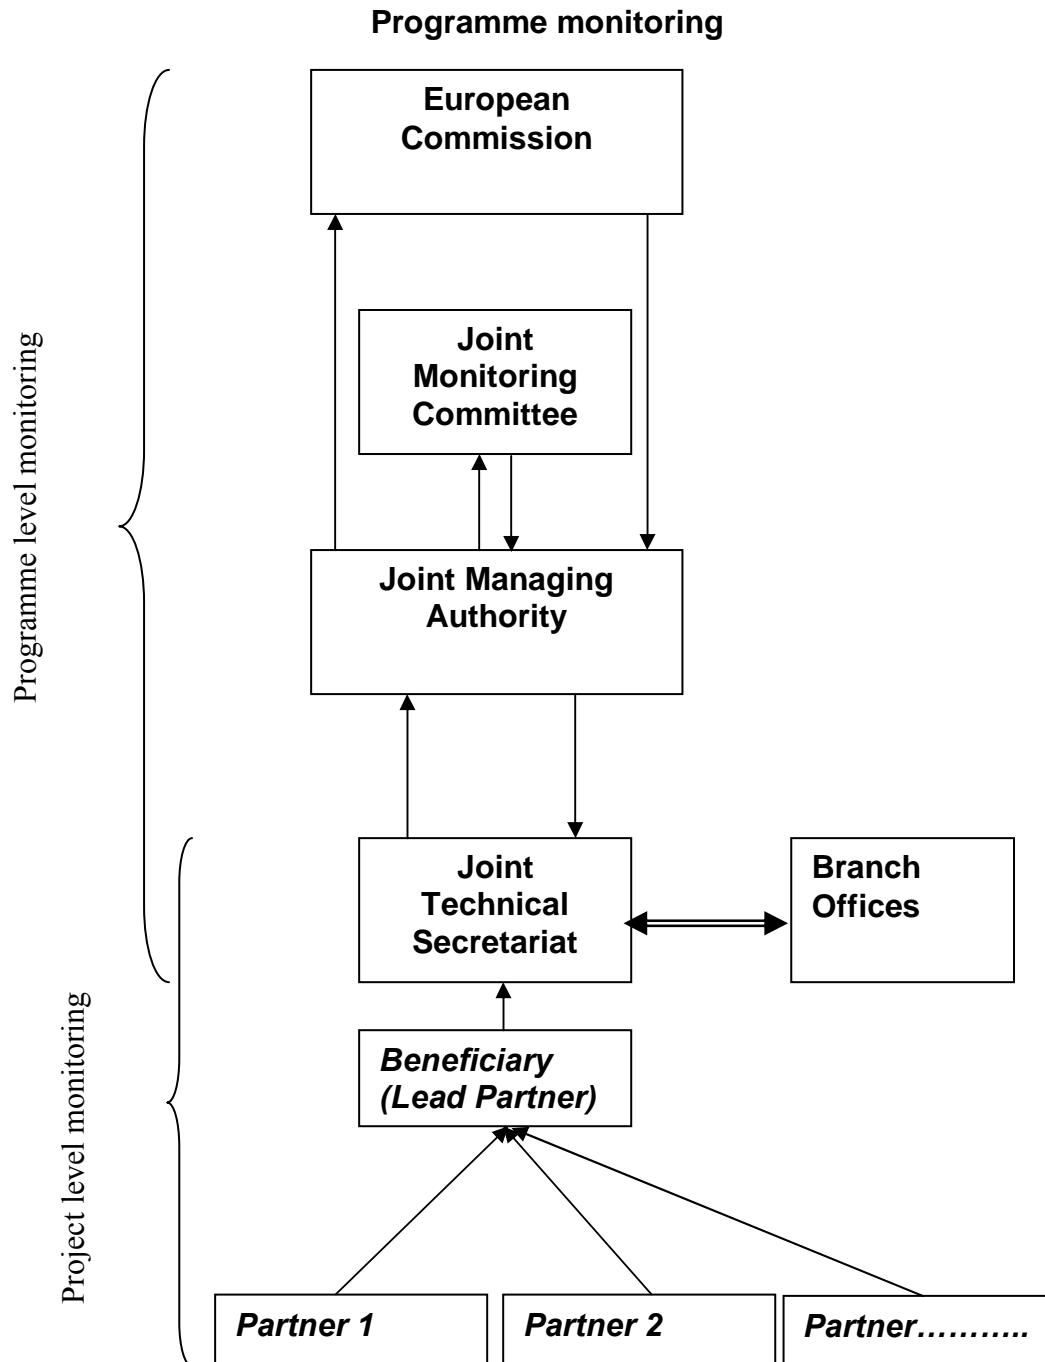 Programme monitoring
European
Commission
Programme level monitoring
Joint
Monitoring
Committee
Joint Managing
Authority
Joint
Technical
Secretariat
Branch
Offices
Project level monitoring
Beneficiary
(Lead Partner)
Partner 1
Partner 2
Partner………..